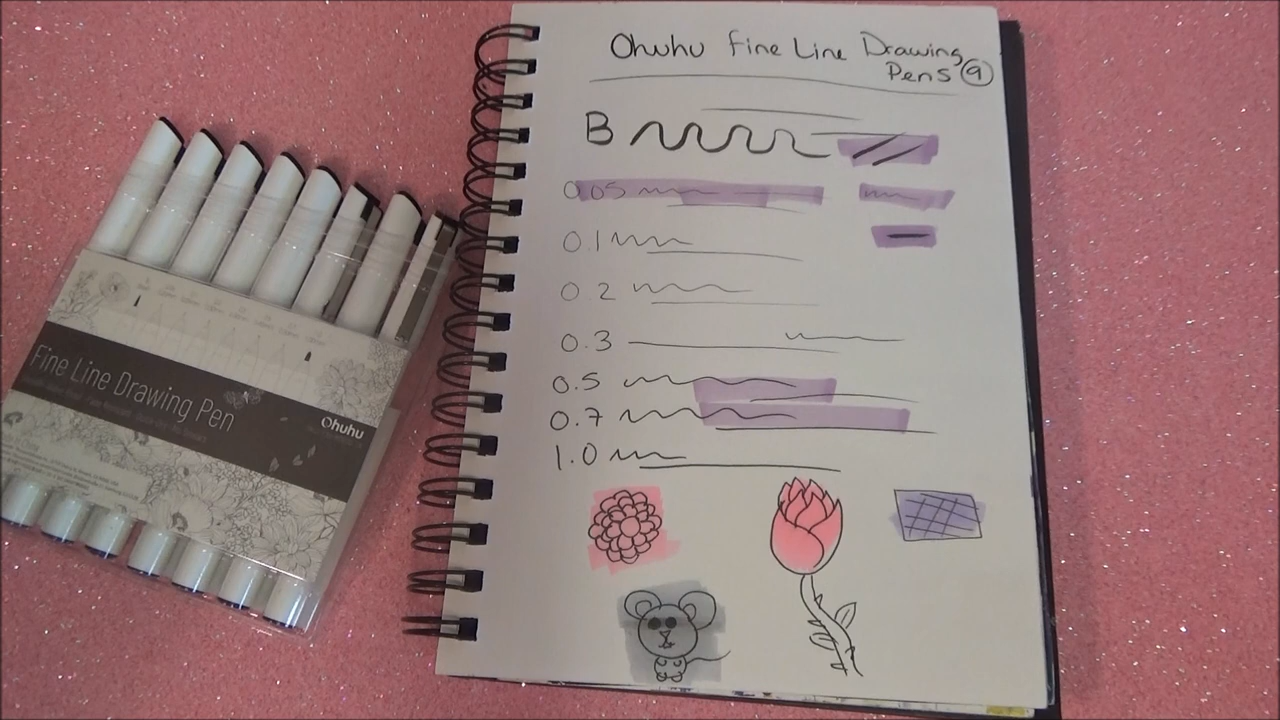 Ohuhu Fine Line Drawing
Pens 9
B
0.05
0.1
0.2
0.3
0.5
0.7
1.0
Fine Line Drawing Pen
Ohuhu